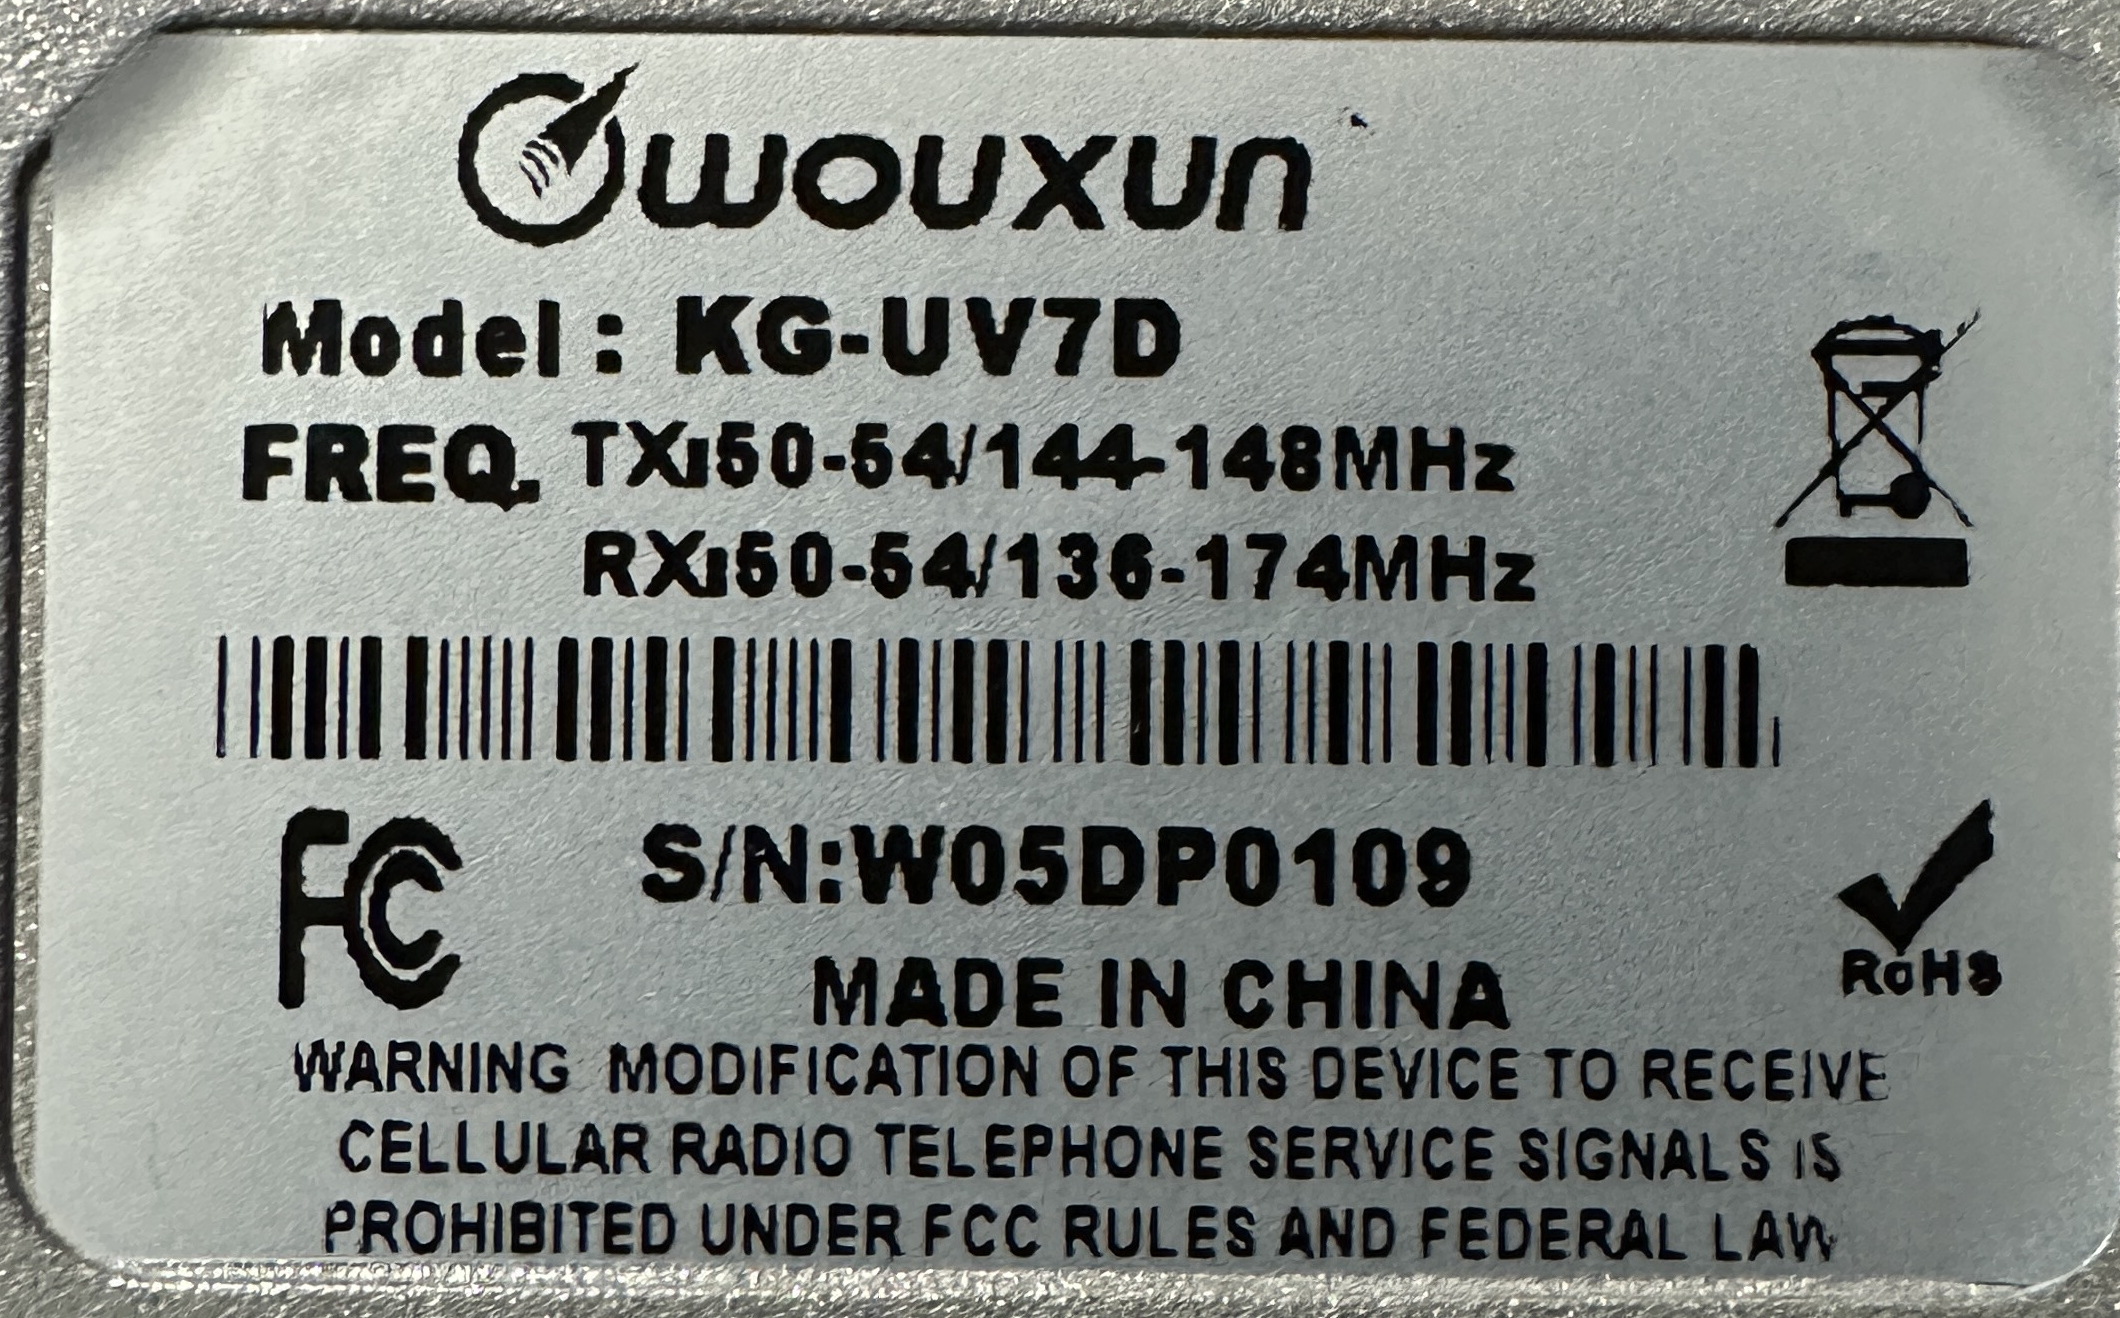 wouxun
Model: KG-UV7D
FREQ. TX:50-54/144-148MHz
RX:50-54/136-174MHz
FC
S/N:W05DP0109
MADE IN CHINA
RoHS
WARNING MODIFICATION OF THIS DEVICE TO RECEIVE
CELLULAR RADIO TELEPHONE SERVICE SIGNALS IS
PROHIBITED UNDER FCC RULES AND FEDERAL LAW